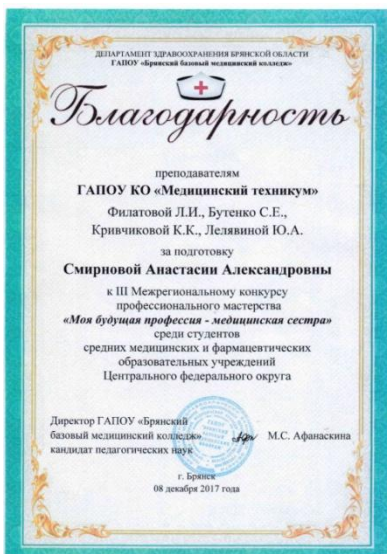 ДЕПАРТАМЕНТ ЗДРАВООХРАНЕНИЯ БРЯНСКОЙ ОБЛАСТИ
ГАПОУ «Брянский базовый медицинский колледж»
Благодарность
преподавателям
ГАПОУ КО «Медицинский техникум»
Филатовой Л.И., Бутенко С.Е.,
Кривчиковой К.К., Лелявиной Ю.А.
за подготовку
Смирновой Анастасии Александровны
к III Межрегиональному конкурсу
профессионального мастерства
«Моя будущая профессия - медицинская сестра»
среди студентов
средних медицинских и фармацевтических
образовательных учреждений
Центрального федерального округа
Директор ГАПОУ «Брянский
базовый медицинский колледж»
М.С. Афанаскина
кандидат педагогических наук
г. Брянск
08 декабря 2017 года